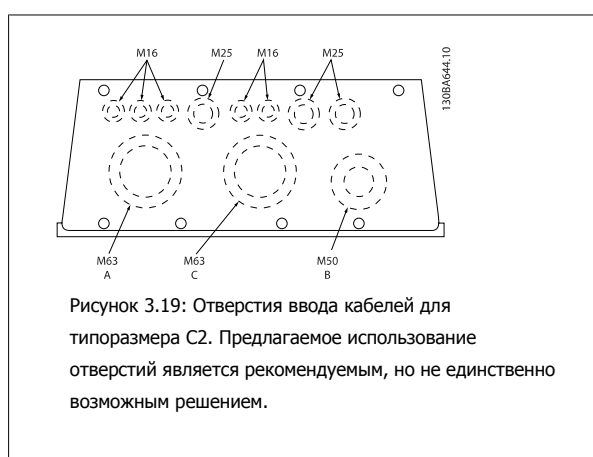 M16
M25
M16
M25
130BA644.10
M63
A
M63
C
M50
B
Рисунок 3.19: Отверстия ввода кабелей для
типоразмера C2. Предлагаемое использование
отверстий является рекомендуемым, но не единственно
возможным решением.